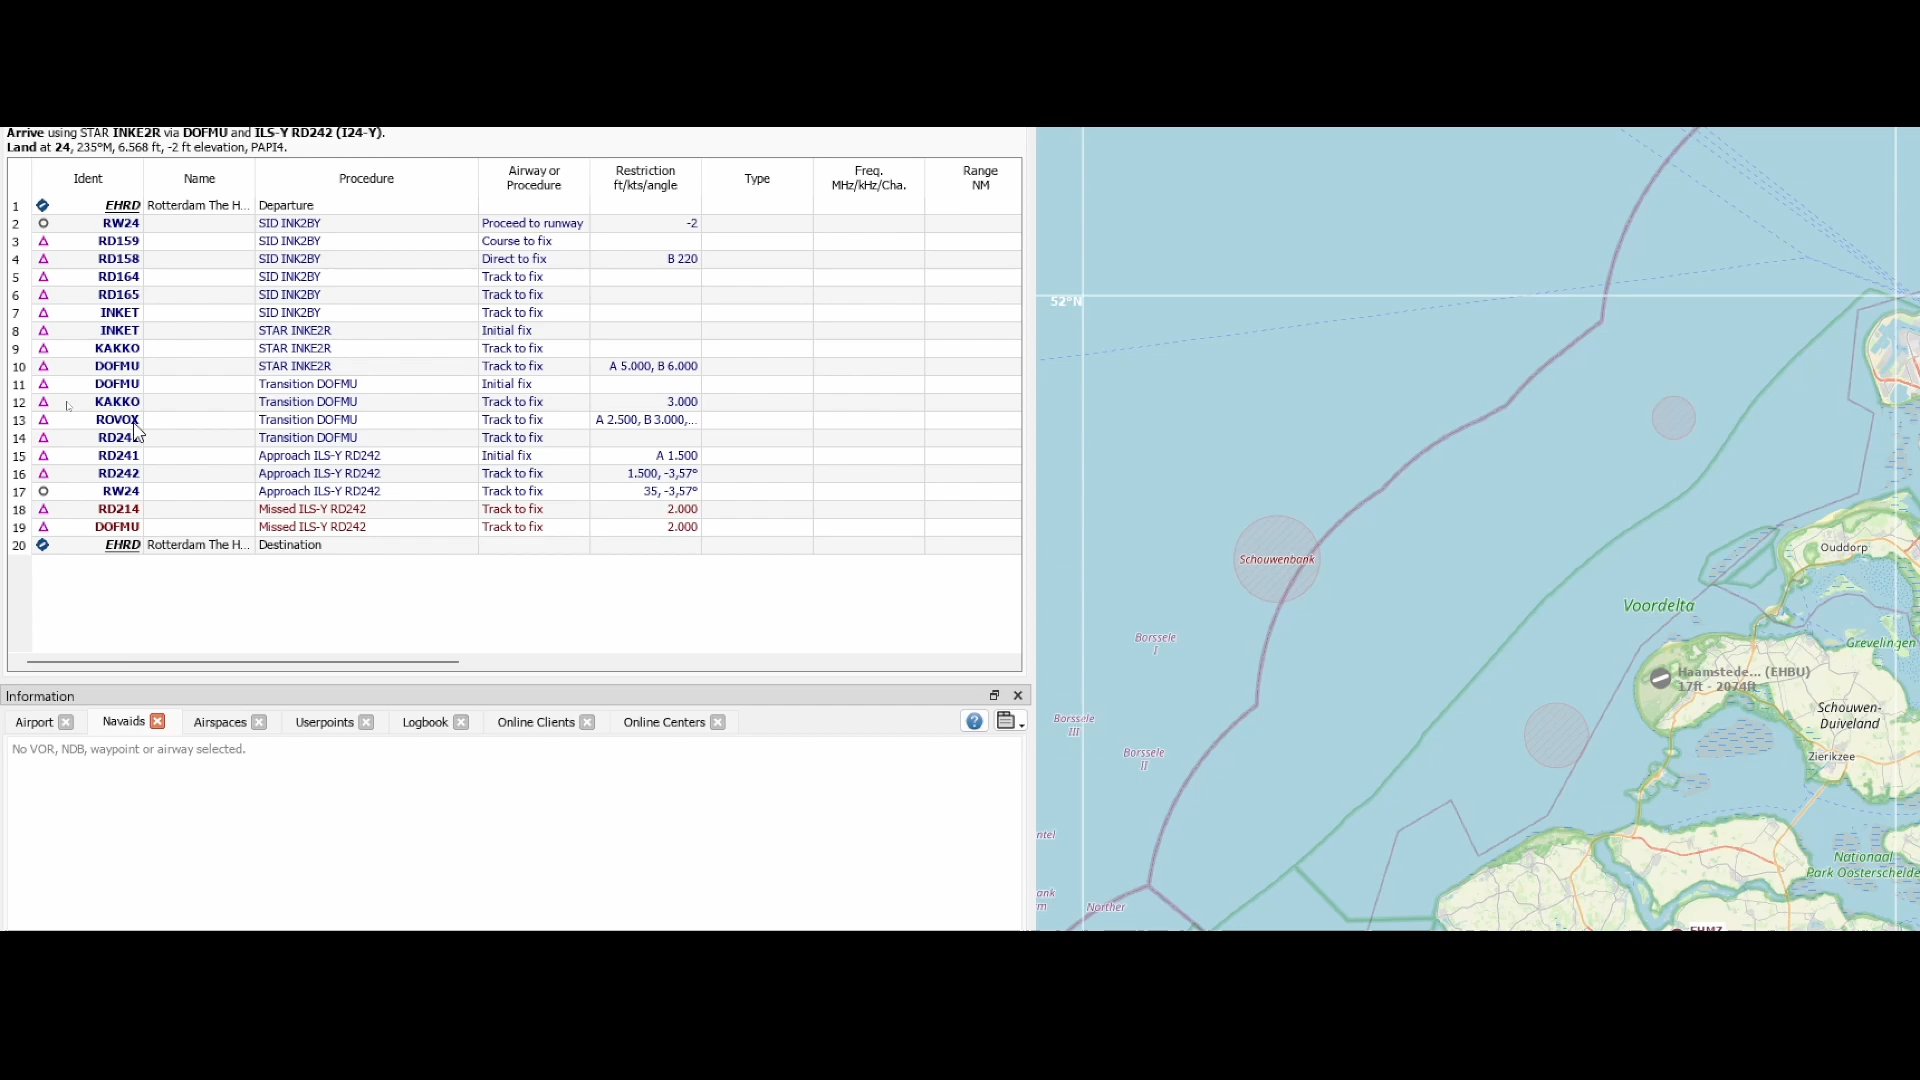 Arrive using STAR INKE2R via DOFMU and ILS-Y RD242 (I24-Y).
Land at 24, 235°M, 6.568 ft, -2 ft elevation, PAPI4.
Ident Name Procedure Airway or Procedure Restriction ft/kts/angle Type Freq. MHz/kHz/Cha. Range NM
1 EHRD Rotterdam The H... Departure
2 RW24 SID INK2BY Proceed to runway -2
3 RD159 SID INK2BY Course to fix
4 RD158 SID INK2BY Direct to fix B 220
5 RD164 SID INK2BY Track to fix
6 RD165 SID INK2BY Track to fix
7 INKET SID INK2BY Track to fix
8 INKET STAR INKE2R Initial fix
9 KAKKO STAR INKE2R Track to fix
10 DOFMU STAR INKE2R Track to fix A 5.000, B 6.000
11 DOFMU Transition DOFMU Initial fix
12 KAKKO Transition DOFMU Track to fix 3.000
13 ROVOX Transition DOFMU Track to fix A 2.500, B 3.000,...
14 Transition DOFMU Track to fix
15 RD241 Approach ILS-Y RD242 Initial fix A 1.500
16 RD242 Approach ILS-Y RD242 Track to fix 1.500, -3,57°
17 RW24 Approach ILS-Y RD242 Track to fix 35, -3,57°
18 RD214 Missed ILS-Y RD242 Track to fix 2.000
19 DOFMU Missed ILS-Y RD242 Track to fix 2.000
20 EHRD Rotterdam The H... Destination
Information
Airport Navaids Airspaces Userpoints Logbook Online Clients Online Centers
No VOR, NDB, waypoint or airway selected.
52°N
Ouddorp
Schouwenbank
Voordelta
Borssele
I
Grevelingen
Haamstede... (EHBU)
17ft - 2074ft
Schouwen-
Duiveland
Borssele
III
Borssele
II
Zierikzee
Nationaal
Park Oosterschelde
Norther